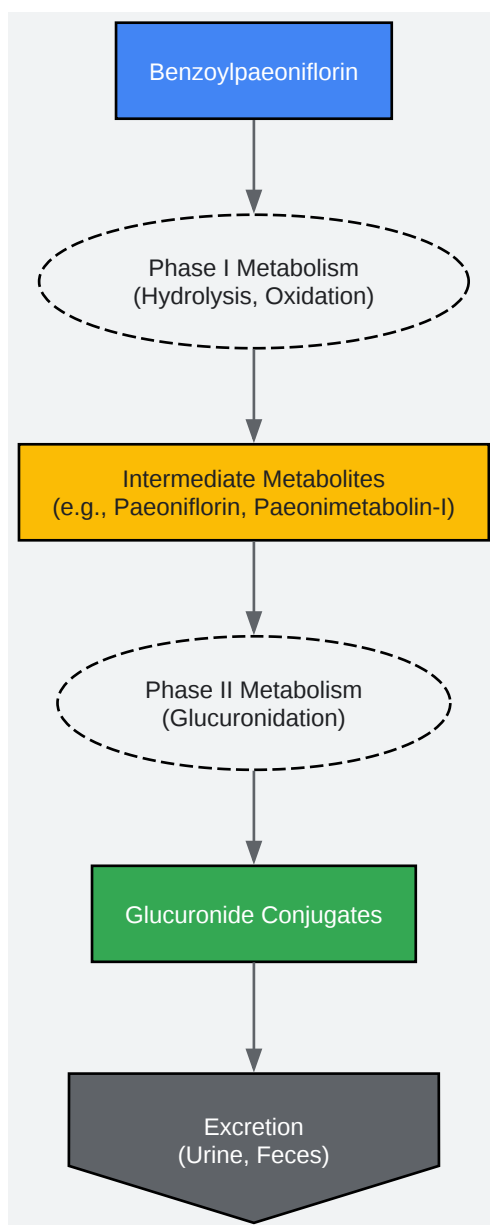 Benzoylpaeoniflorin
Phase I Metabolism
(Hydrolysis, Oxidation)
Intermediate Metabolites
(e.g., Paeoniflorin, Paeonimetabolin-I)
Phase II Metabolism
(Glucuronidation)
Glucuronide Conjugates
Excretion
(Urine, Feces)